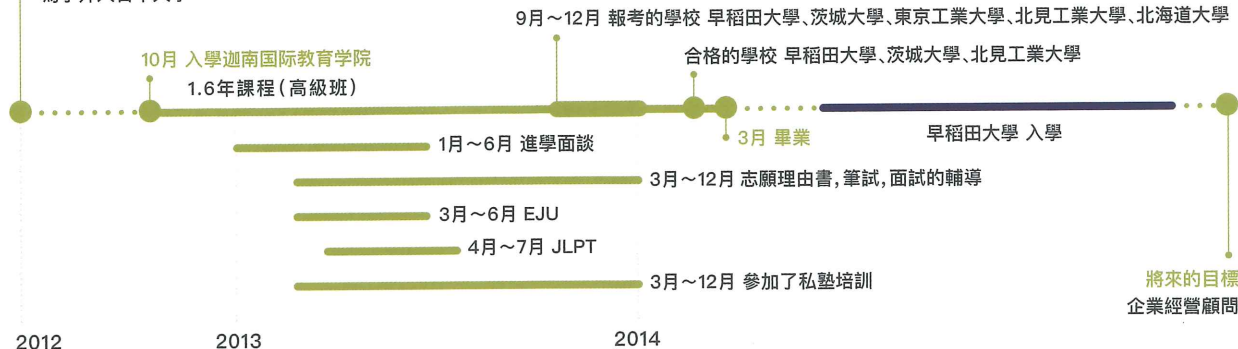 9月～12月 報考的學校 早稻田大學、茨城大學、東京工業大學、北見工業大學、北海道大學
10月 入學迦南国际教育学院
合格的學校 早稻田大學、茨城大學、北見工業大學
1.6年課程(高級班)
3月 畢業
早稻田大學 入學
1月～6月 進學面談
3月～12月 志願理由書,筆試,面試的輔導
3月～6月 EJU
4月～7月 JLPT
3月～12月 參加了私塾培訓
將來的目標
企業經營顧問
2012
2013
2014